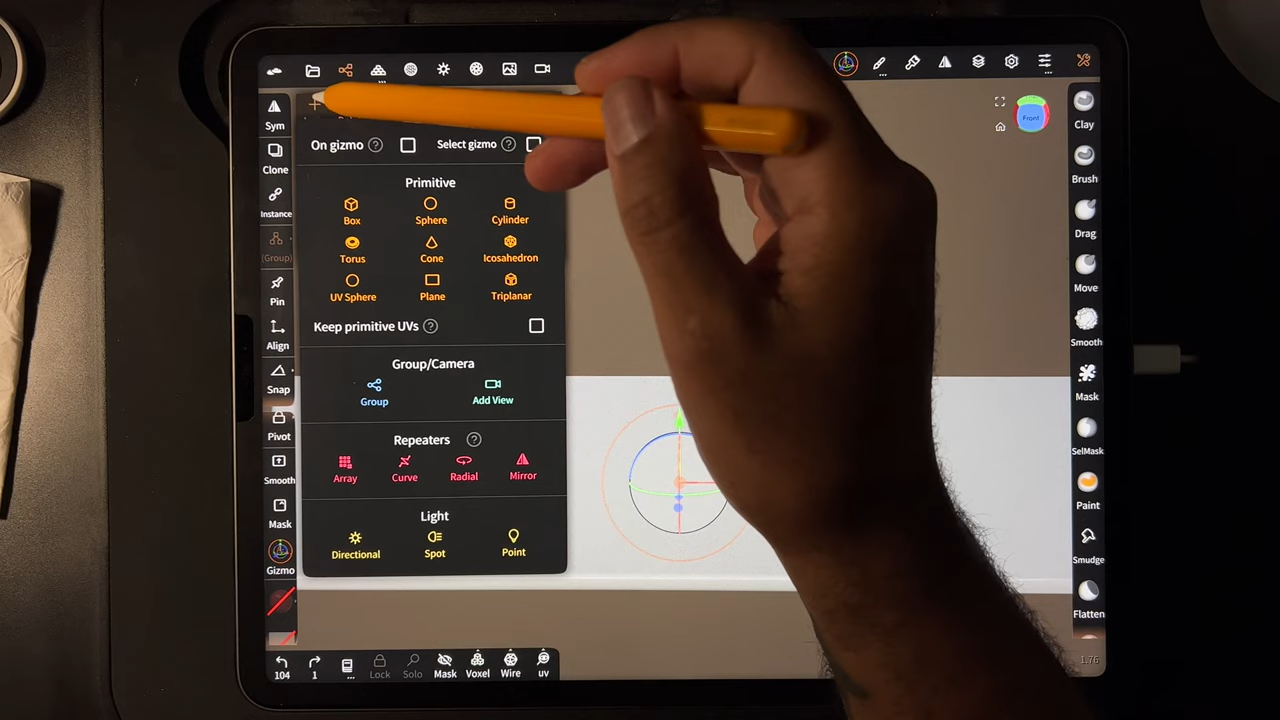 Sym
Clone
Instance
(Group)
Pin
Align
Snap
Pivot
Smooth
Mask
Gizmo
On gizmo ? Select gizmo ?
Primitive
Box Sphere Cylinder
Torus Cone Icosahedron
UV Sphere Plane Triplanar
Keep primitive UVs ?
Group/Camera
Group Add View
Repeaters ?
Array Curve Radial Mirror
Light
Directional Spot Point
Front
Clay
Brush
Drag
Move
Smooth
Mask
SelMask
Paint
Smudge
Flatten
1.76
104 1 Lock Solo Mask Voxel Wire uv